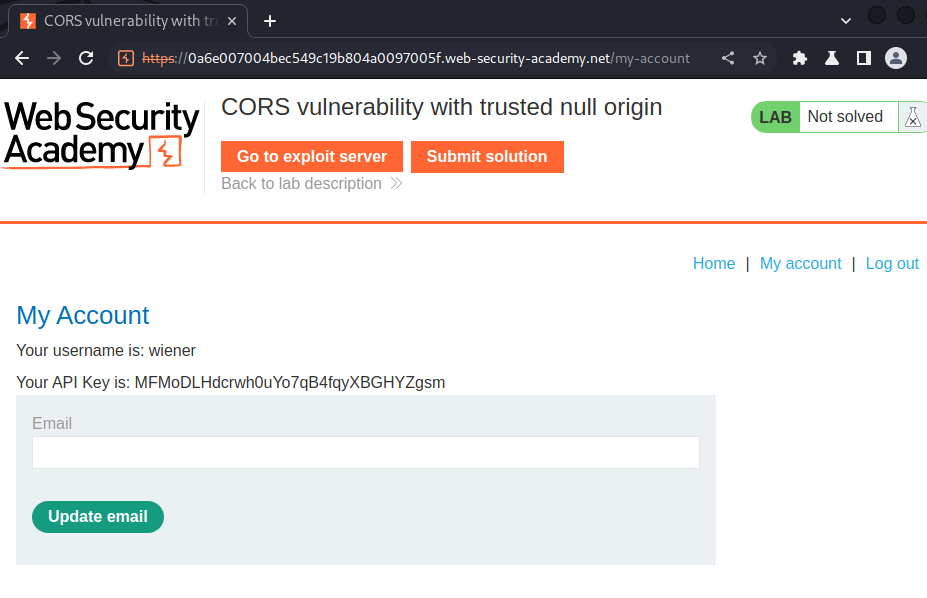 CORS vulnerability with tru
https://0a6e007004bec549c19b804a0097005f.web-security-academy.net/my-account
Web Security
Academy
CORS vulnerability with trusted null origin
LAB Not solved
Go to exploit server Submit solution
Back to lab description
Home | My account | Log out
My Account
Your username is: wiener
Your API Key is: MFMoDLHdcrwh0uYo7qB4fqyXBGHYZgsm
Email
Update email